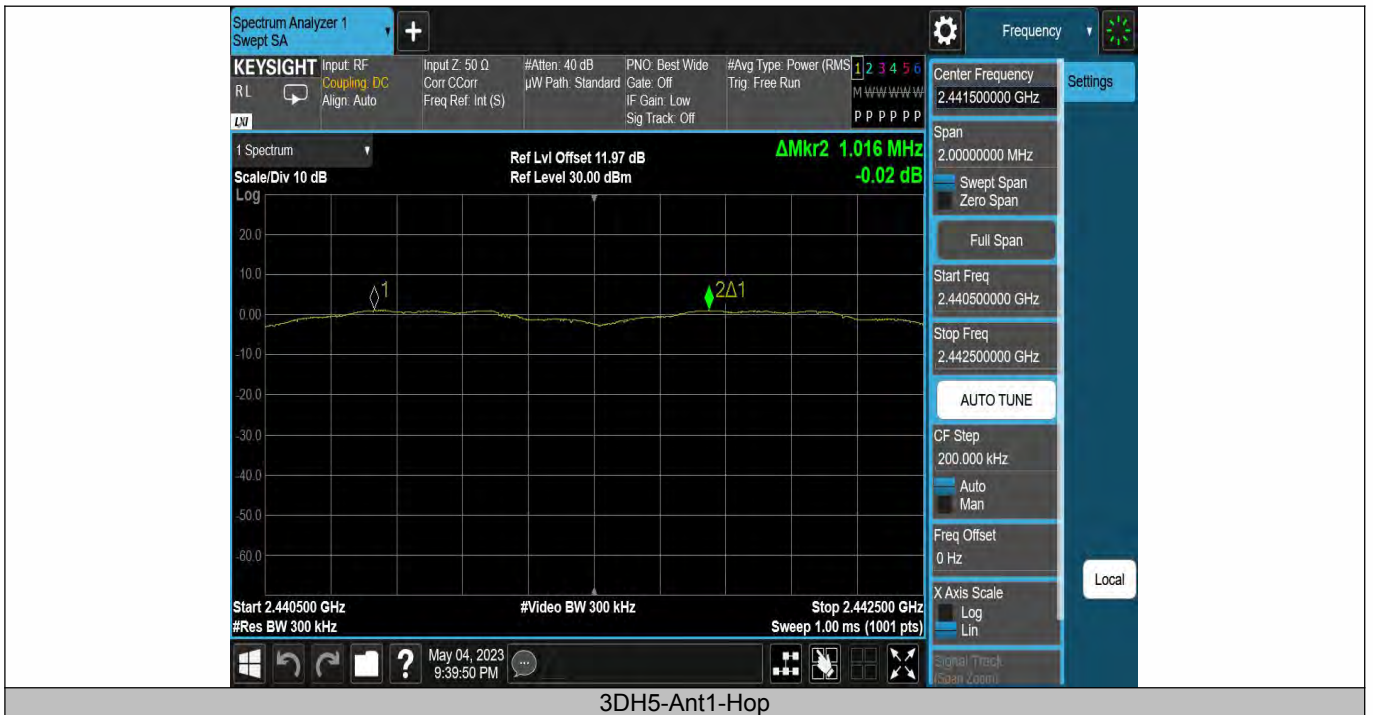 Spectrum Analyzer 1
Swept SA
+
Frequency
KEYSIGHT
RL
LXI
Input: RF
Coupling: DC
Align: Auto
Input Z: 50 Ω
Corr CCorr
Freq Ref: Int (S)
#Atten: 40 dB
µW Path: Standard
PNO: Best Wide
Gate: Off
IF Gain: Low
Sig Track: Off
#Avg Type: Power (RMS
Trig: Free Run
1 2 3 4 5 6
M W W W W W
P P P P P P
1 Spectrum
Scale/Div 10 dB
Ref Lvl Offset 11.97 dB
Ref Level 30.00 dBm
ΔMkr2 1.016 MHz
-0.02 dB
Log
20.0
10.0
0.00
-10.0
-20.0
-30.0
-40.0
-50.0
-60.0
1
2Δ1
Start 2.440500 GHz
#Res BW 300 kHz
#Video BW 300 kHz
Stop 2.442500 GHz
Sweep 1.00 ms (1001 pts)
Center Frequency
2.441500000 GHz
Settings
Span
2.00000000 MHz
Swept Span
Zero Span
Full Span
Start Freq
2.440500000 GHz
Stop Freq
2.442500000 GHz
AUTO TUNE
CF Step
200.000 kHz
Auto
Man
Freq Offset
0 Hz
X Axis Scale
Log
Lin
Signal Track
(Span Zoom)
Local
?
May 04, 2023
9:39:50 PM
3DH5-Ant1-Hop